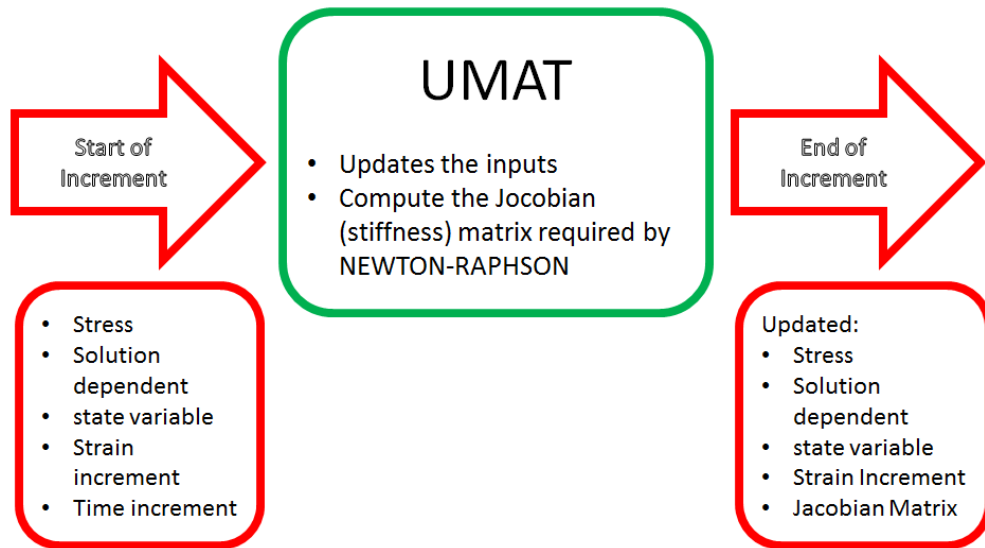 Start of
Increment
UMAT
• Updates the inputs
• Compute the Jocobian
(stiffness) matrix required by
NEWTON-RAPHSON
End of
Increment
• Stress
• Solution
dependent
• state variable
• Strain
increment
• Time increment
Updated:
• Stress
• Solution
dependent
• state variable
• Strain Increment
• Jacobian Matrix